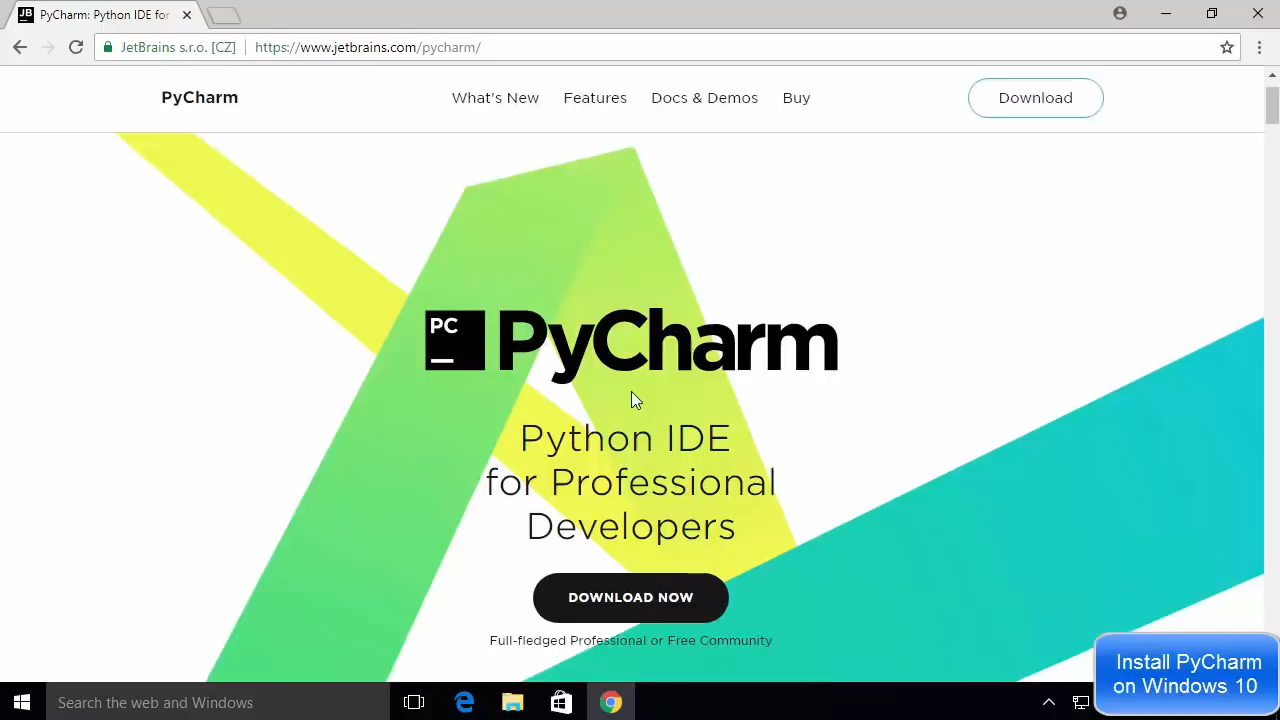 JB PyCharm: Python IDE for
JetBrains s.r.o. [CZ] https://www.jetbrains.com/pycharm/
PyCharm What's New Features Docs & Demos Buy Download
PC PyCharm
Python IDE
for Professional
Developers
DOWNLOAD NOW
Full-fledged Professional or Free Community
Install PyCharm
on Windows 10
Search the web and Windows